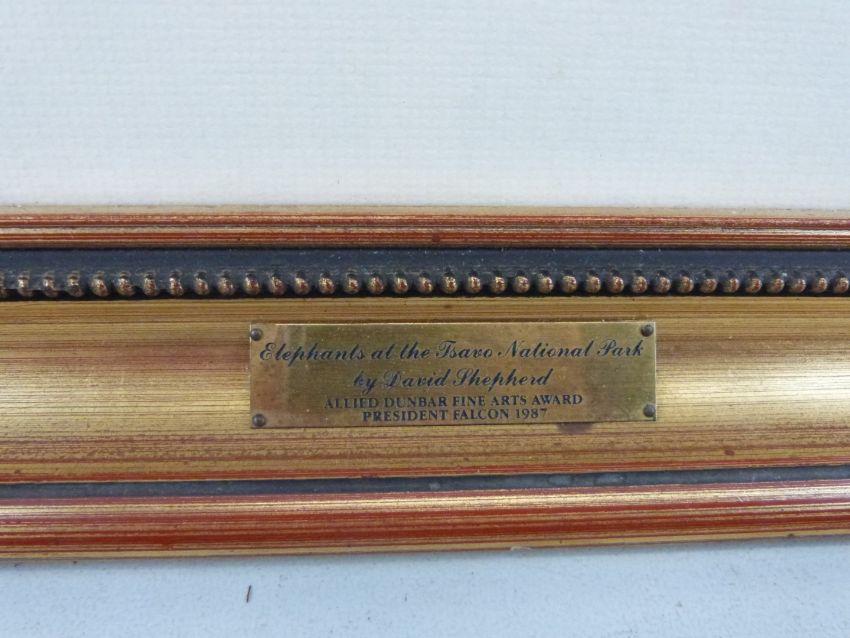 Elephants at the Tsavo National Park
by David Shepherd
ALLIED DUNBAR FINE ARTS AWARD
PRESIDENT FALCON 1987